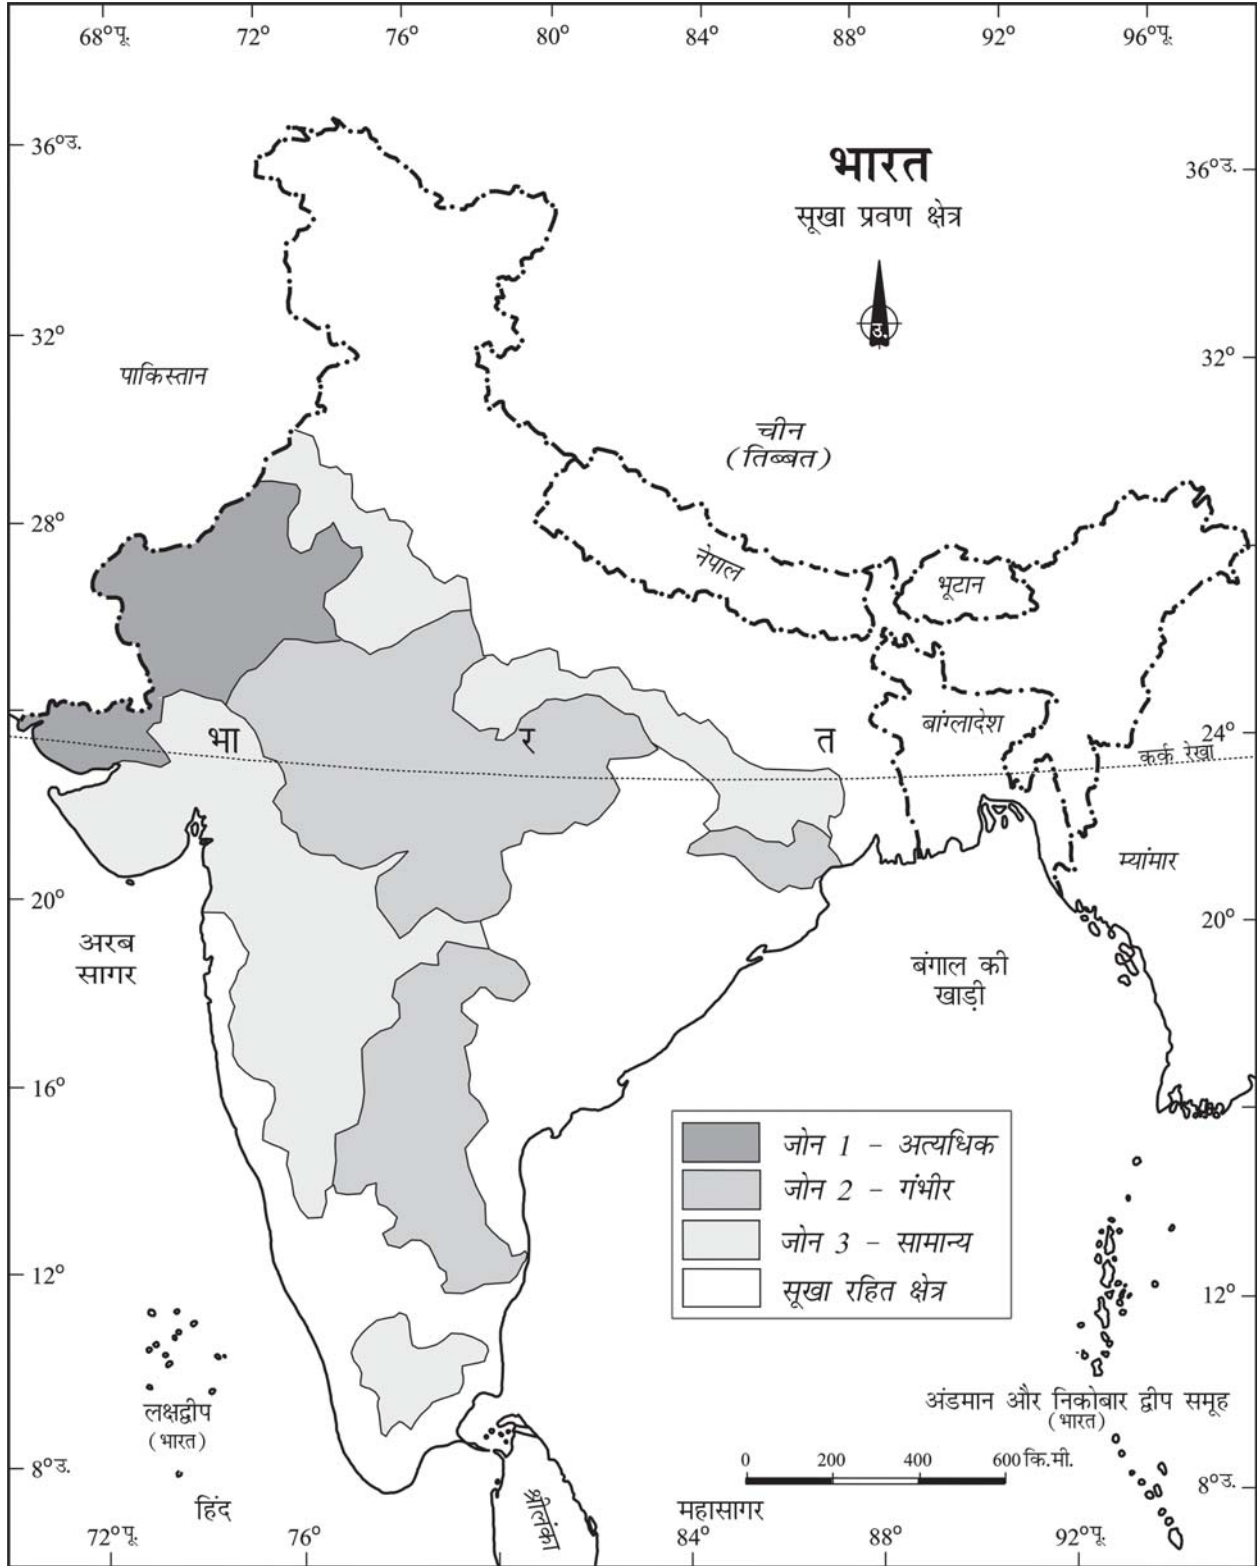 68°पू. 72° 76° 80° 84° 88° 92° 96°पू.
36°उ.
भारत
36°उ.
सूखा प्रवण क्षेत्र
उ.
32°
32°
पाकिस्तान
चीन
(तिब्बत)
28°
नेपाल
भूटान
भा र त
बांग्लादेश
24°
कर्क रेखा
म्यांमार
20°
20°
अरब
सागर
बंगाल की
खाड़ी
16°
जोन 1 - अत्यधिक
जोन 2 - गंभीर
जोन 3 - सामान्य
सूखा रहित क्षेत्र
12°
12°
लक्षद्वीप
(भारत)
अंडमान और निकोबार द्वीप समूह
(भारत)
0 200 400 600 कि.मी.
8°उ.
8°उ.
हिंद
श्रीलंका
महासागर
72°पू. 76° 84° 88° 92°पू.